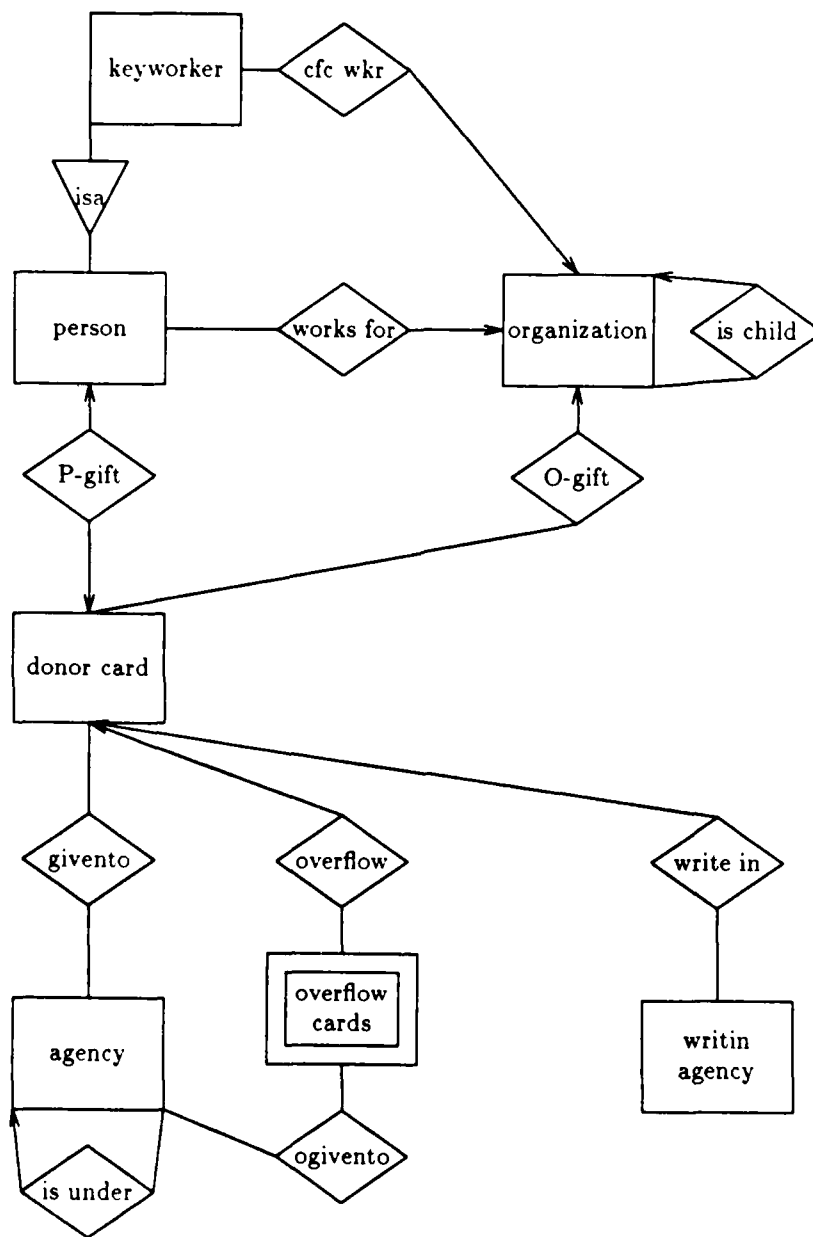 keyworker
cfc wkr
isa
person
works for
organization
is child
P-gift
O-gift
donor card
givento
overflow
write in
overflow
cards
agency
writin
agency
ogivento
is under